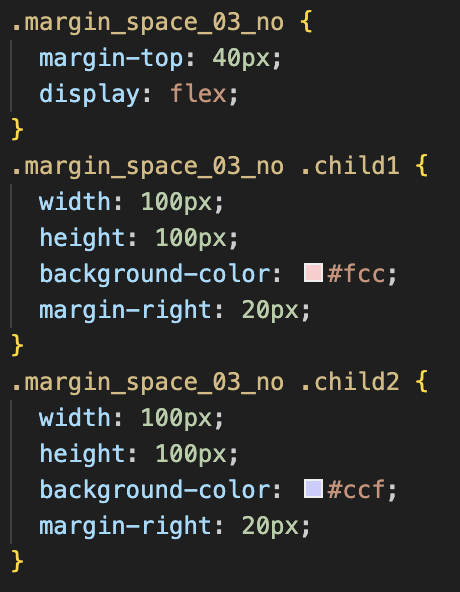 .margin_space_03_no {
  margin-top: 40px;
  display: flex;
}
.margin_space_03_no .child1 {
  width: 100px;
  height: 100px;
  background-color: #fcc;
  margin-right: 20px;
}
.margin_space_03_no .child2 {
  width: 100px;
  height: 100px;
  background-color: #ccf;
  margin-right: 20px;
}